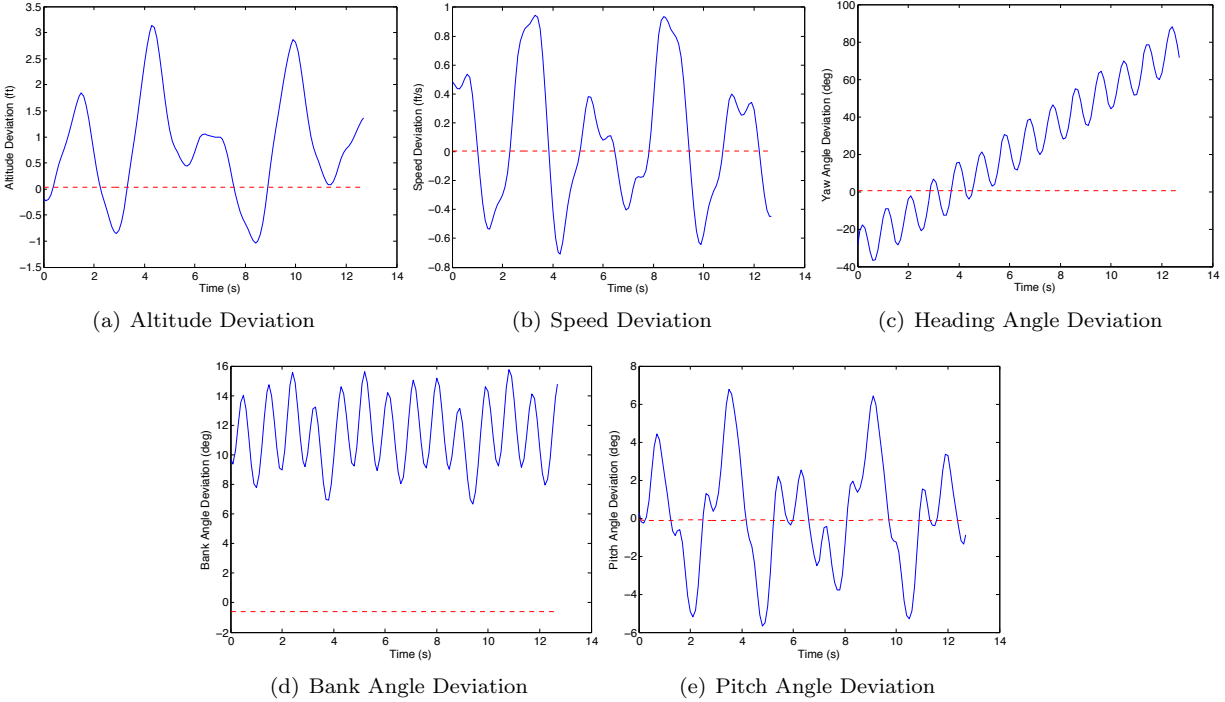 3.5
3
2.5
2
1.5
1
0.5
0
−0.5
−1
−1.5
Altitude Deviation (ft)
0 2 4 6 8 10 12 14
Time (s)
(a) Altitude Deviation
1
0.8
0.6
0.4
0.2
0
−0.2
−0.4
−0.6
−0.8
Speed Deviation (ft/s)
0 2 4 6 8 10 12 14
Time (s)
(b) Speed Deviation
100
80
60
40
20
0
−20
−40
Yaw Angle Deviation (deg)
0 2 4 6 8 10 12 14
Time (s)
(c) Heading Angle Deviation
16
14
12
10
8
6
4
2
0
−2
Bank Angle Deviation (deg)
0 2 4 6 8 10 12 14
Time (s)
(d) Bank Angle Deviation
8
6
4
2
0
−2
−4
−6
Pitch Angle Deviation (deg)
0 2 4 6 8 10 12 14
Time (s)
(e) Pitch Angle Deviation